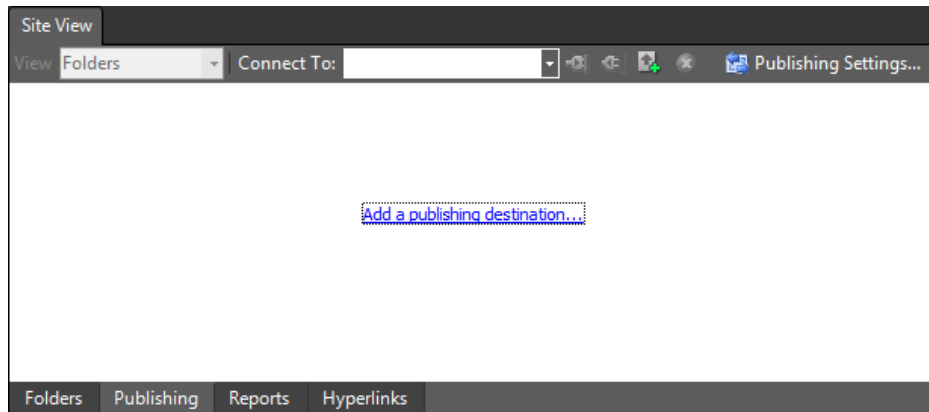 Site View
View Folders Connect To: Publishing Settings...
Add a publishing destination...
Folders Publishing Reports Hyperlinks